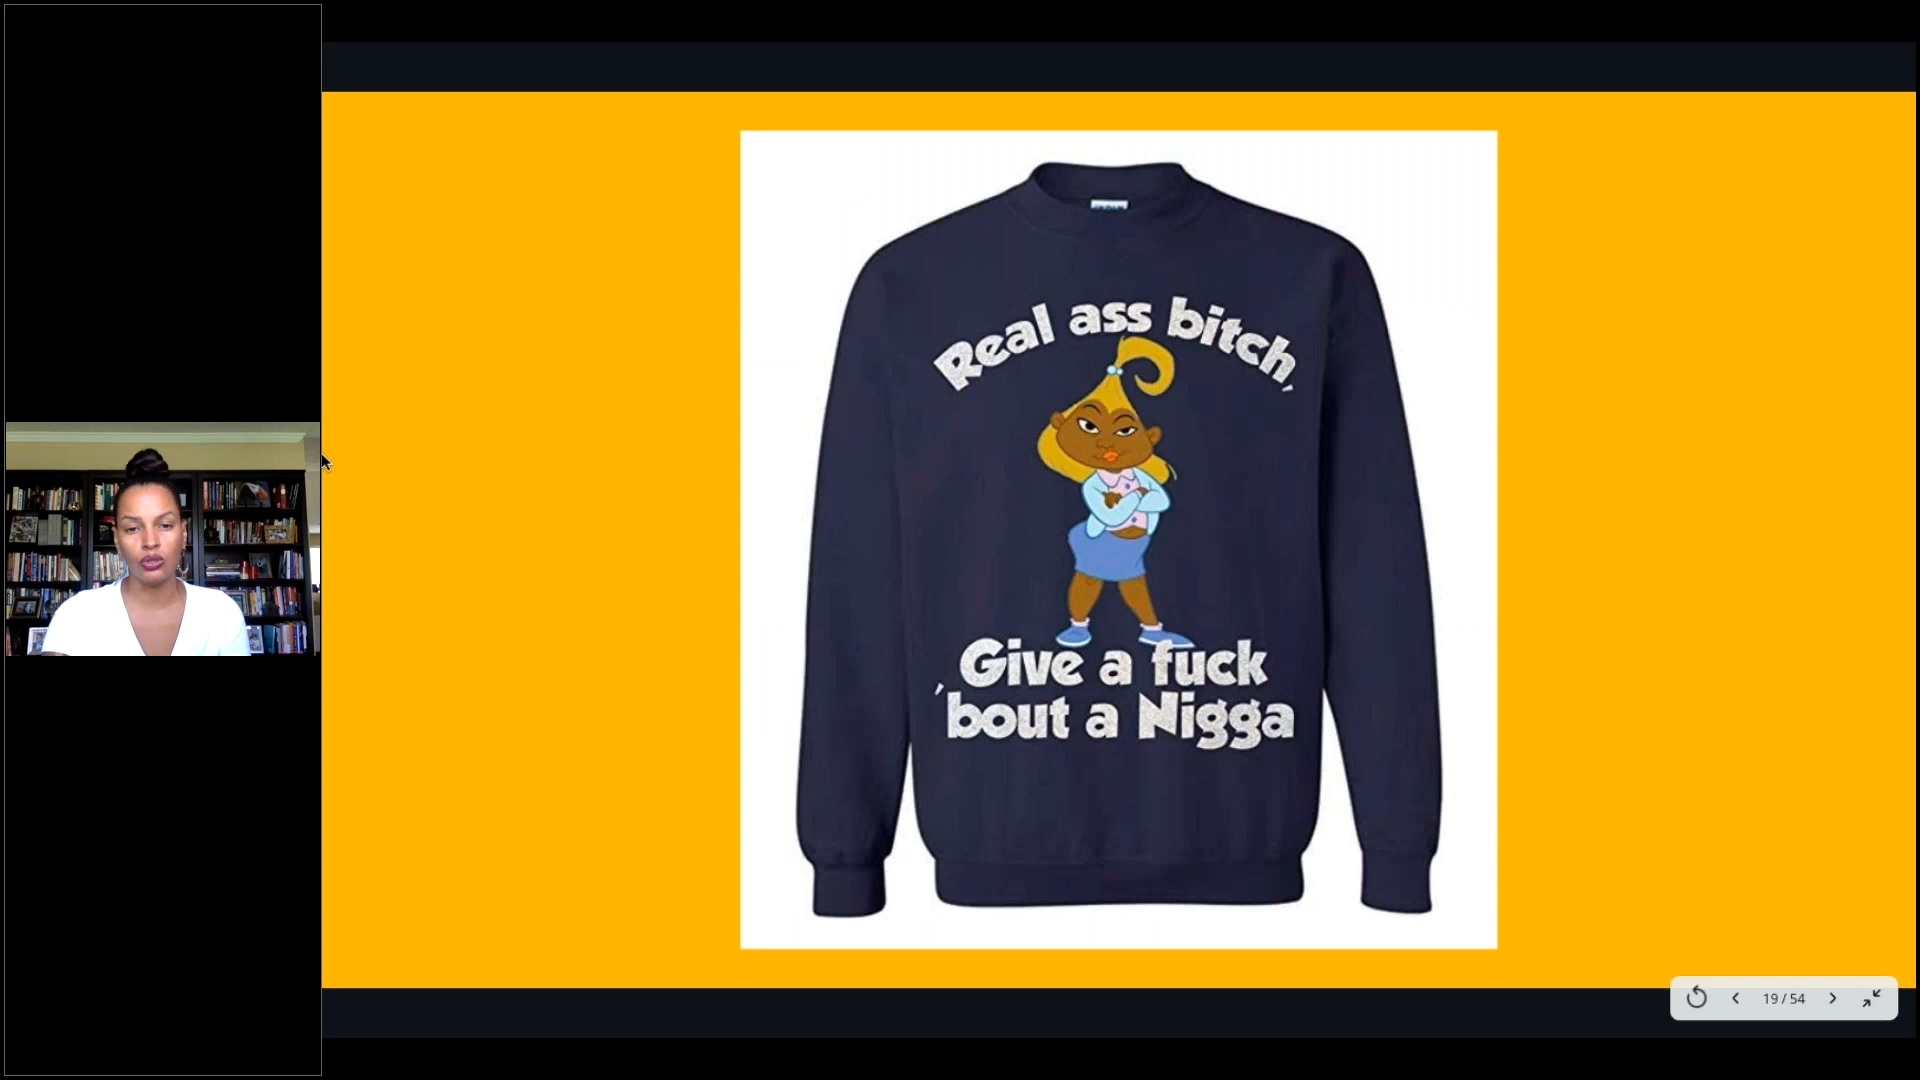 Real ass bitch,
Give a fuck
'bout a Nigga
19 / 54